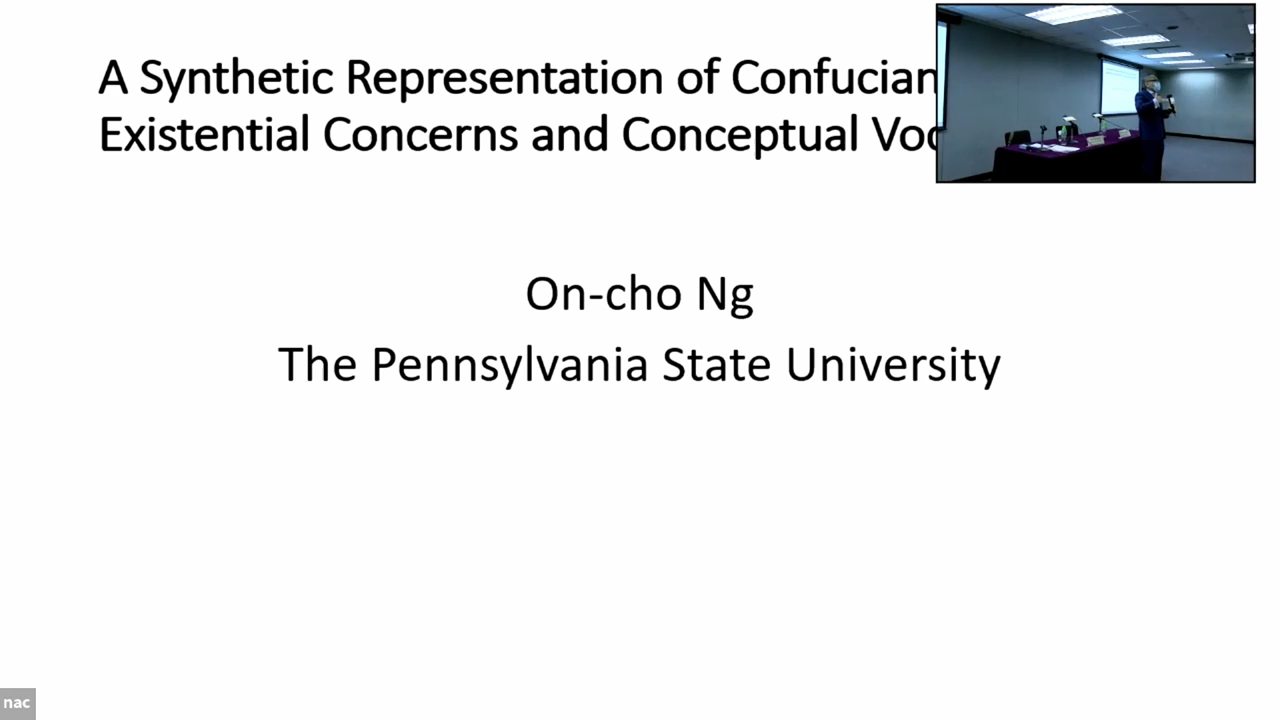 A Synthetic Representation of Confucian
Existential Concerns and Conceptual Voc
On-cho Ng
The Pennsylvania State University
nac